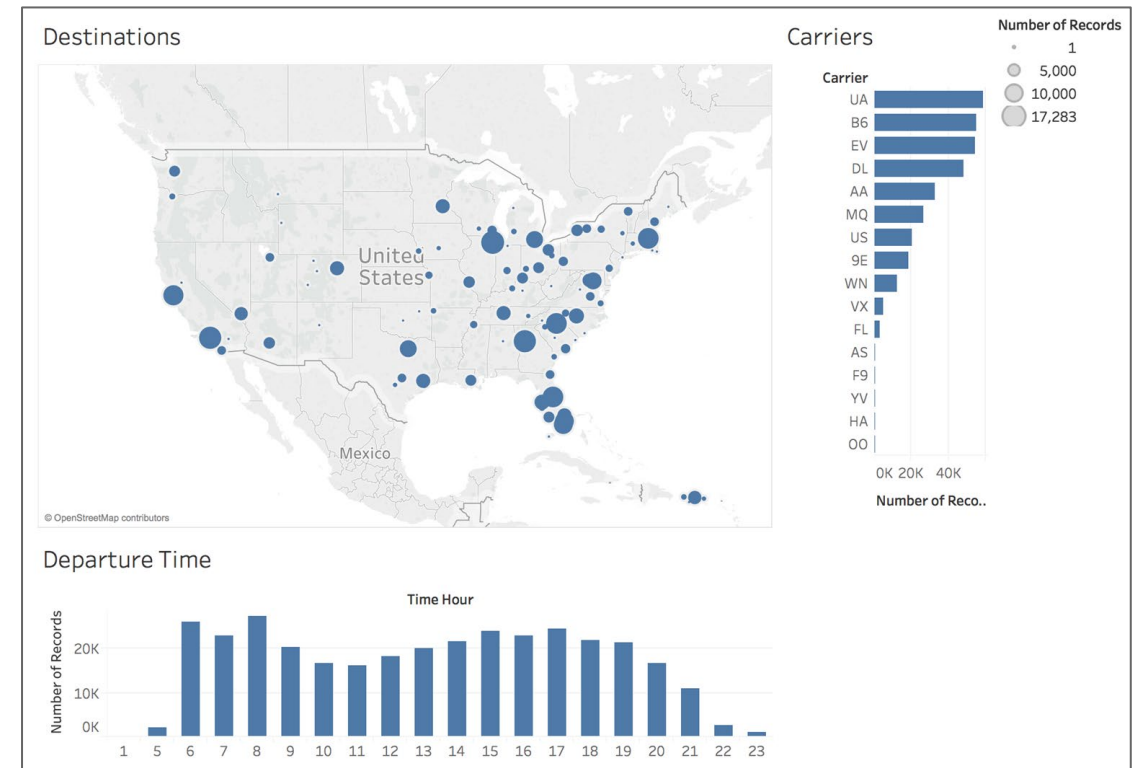 Destinations
United
States
Mexico
© OpenStreetMap contributors
Carriers
Carrier
UA
B6
EV
DL
AA
MQ
US
9E
WN
VX
FL
AS
F9
YV
HA
OO
0K 20K 40K
Number of Reco..
Number of Records
1
5,000
10,000
17,283
Departure Time
Time Hour
Number of Records
20K
10K
0K
1 5 6 7 8 9 10 11 12 13 14 15 16 17 18 19 20 21 22 23